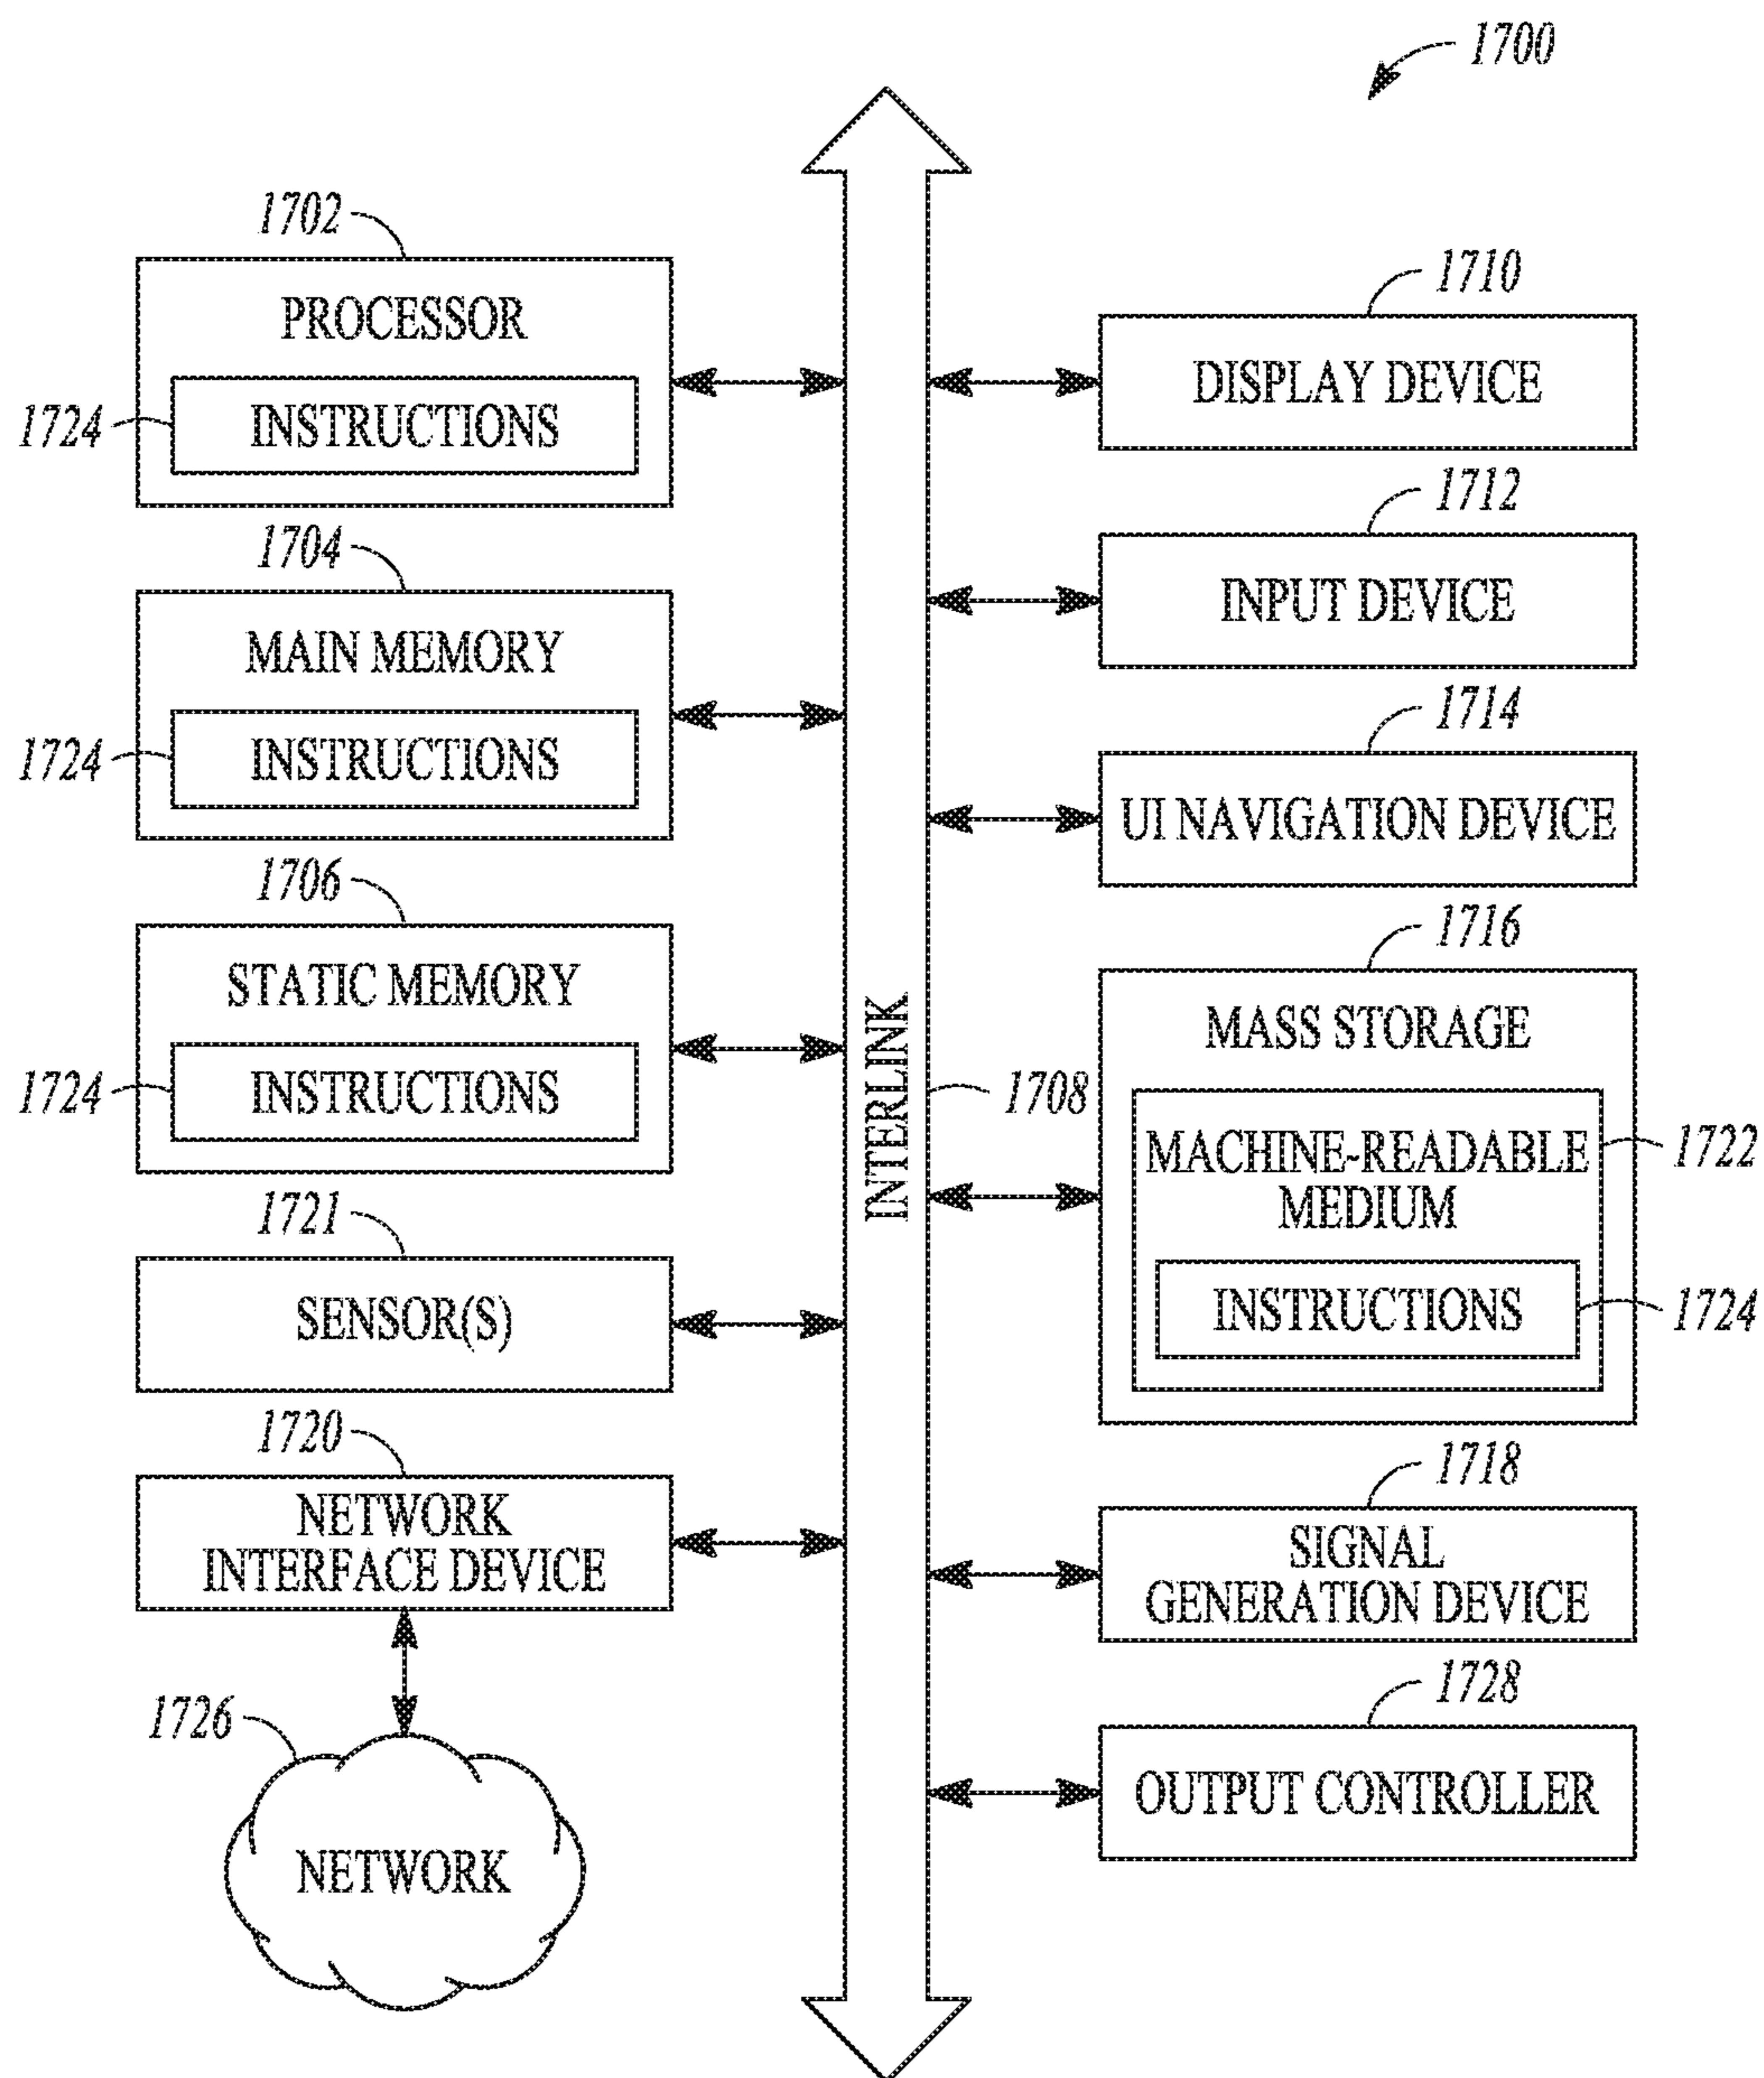 1700
1702
PROCESSOR
1724
INSTRUCTIONS
1704
MAIN MEMORY
1724
INSTRUCTIONS
1706
STATIC MEMORY
1724
INSTRUCTIONS
1721
SENSOR(S)
1720
NETWORK
INTERFACE DEVICE
1726
NETWORK
INTERLINK
1708
1710
DISPLAY DEVICE
1712
INPUT DEVICE
1714
UI NAVIGATION DEVICE
1716
MASS STORAGE
MACHINE-READABLE
MEDIUM
1722
INSTRUCTIONS
1724
1718
SIGNAL
GENERATION DEVICE
1728
OUTPUT CONTROLLER